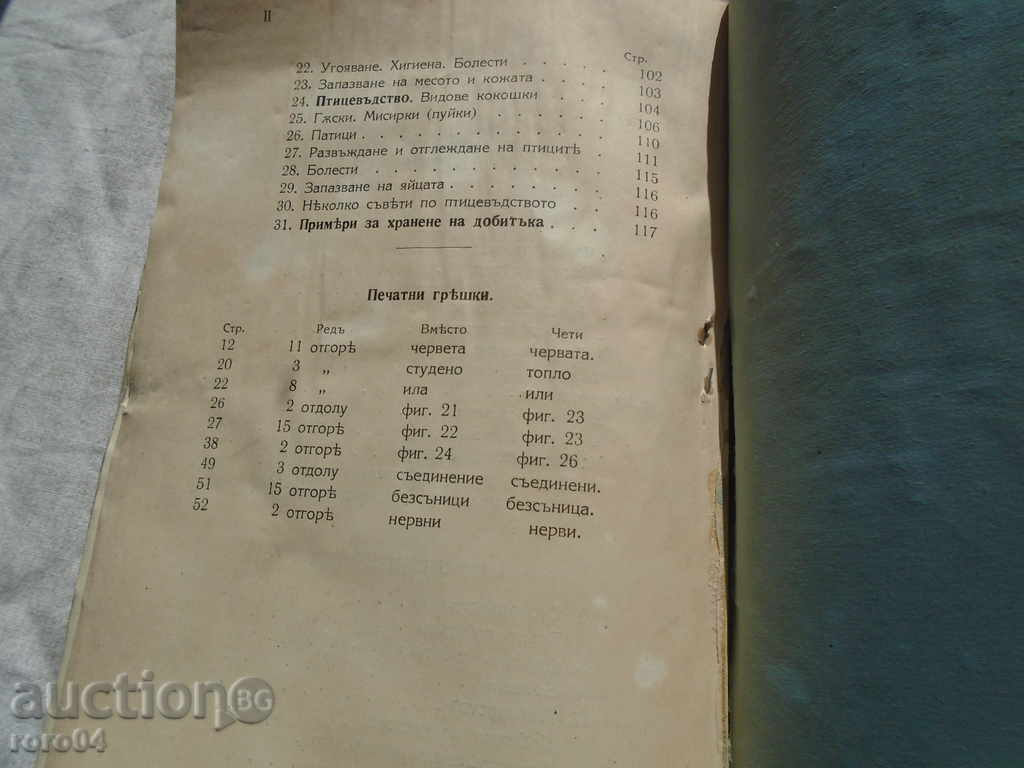 II
Стр.
22. Угояване. Хигиена. Болести . . . . . 102
23. Запазване на месото и кожата . . . . 103
24. Птицевъдство. Видове кокошки . . . 104
25. Гѫски. Мисирки (пуйки) . . . . . . 106
26. Патици . . . . . . . . . . . . 110
27. Развъждане и отглеждане на птицитѣ . 111
28. Болести . . . . . . . . . . . . 115
29. Запазване на яйцата . . . . . . . . 116
30. Нѣколко съвѣти по птицевъдството . . 116
31. Примѣри за хранене на добитъка . . . 117
Печатни грѣшки.
Стр. Редъ Вмѣсто Чети
12 11 отгорѣ червета червата.
20 3 „ студено топло
22 8 „ ила или
26 2 отдолу фиг. 21 фиг. 23
27 15 отгорѣ фиг. 22 фиг. 23
38 2 отгорѣ фиг. 24 фиг. 26
49 3 отдолу съединение съединени.
51 15 отгорѣ безсъници безсъница.
52 2 отгорѣ нервни нерви.
auction BG
roro04